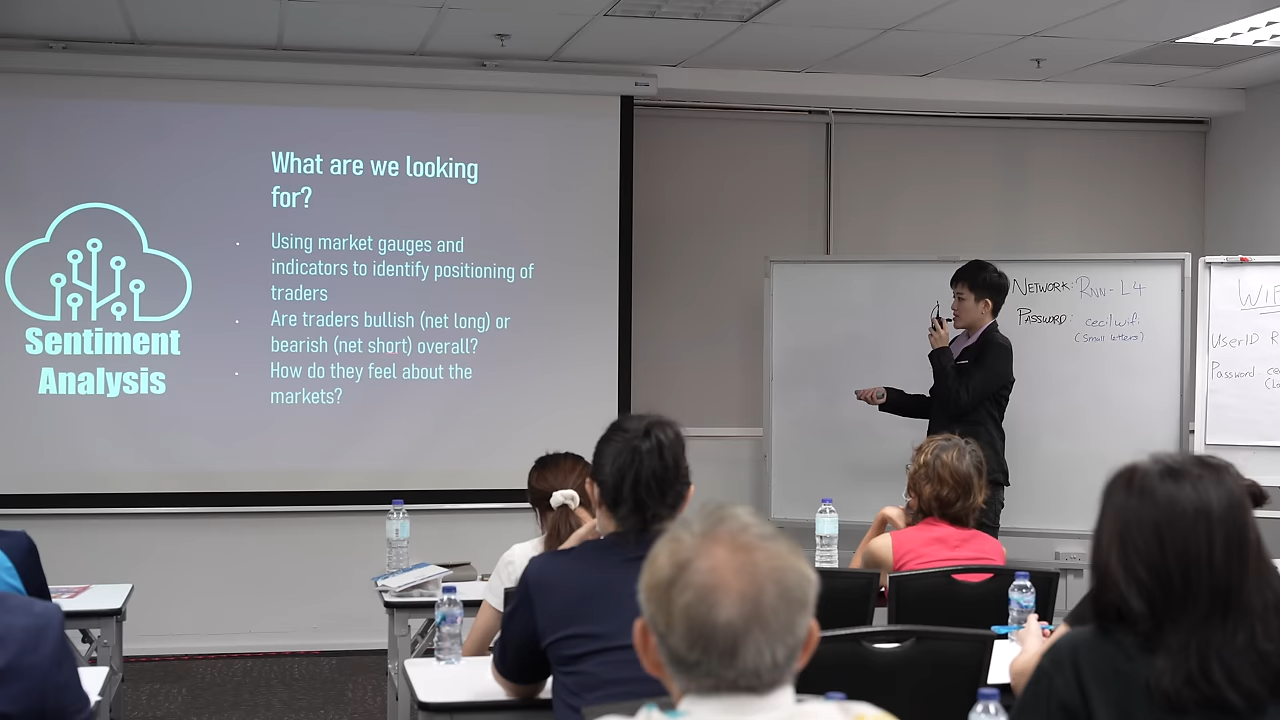 What are we looking
for?
Using market gauges and
indicators to identify positioning of
traders
Are traders bullish (net long) or
bearish (net short) overall?
How do they feel about the
markets?
Sentiment
Analysis
NETWORK: RNN-L4
PASSWORD: cecilwifi
(Small letters)
UserID R
Password ce